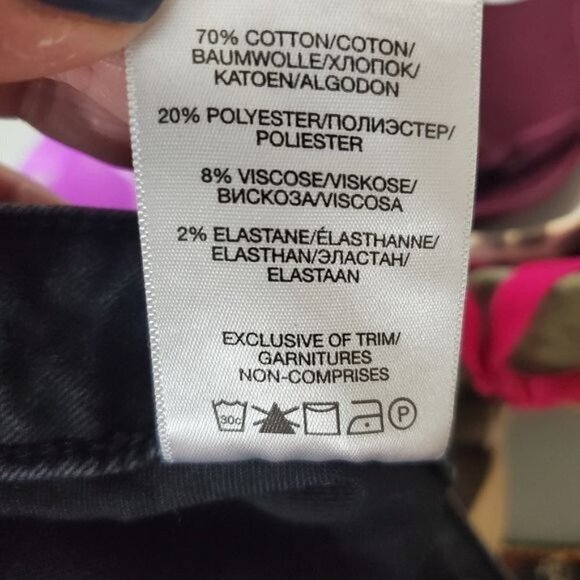 70% COTTON/COTON/
BAUMWOLLE/ХЛОПОК/
KATOEN/ALGODON
20% POLYESTER/ПОЛИЭСТЕР/
POLIESTER
8% VISCOSE/VISKOSE/
ВИСКОЗА/VISCOSA
2% ELASTANE/ÉLASTHANNE/
ELASTHAN/ЭЛАСТАН/
ELASTAAN
EXCLUSIVE OF TRIM/
GARNITURES
NON-COMPRISES
30c P